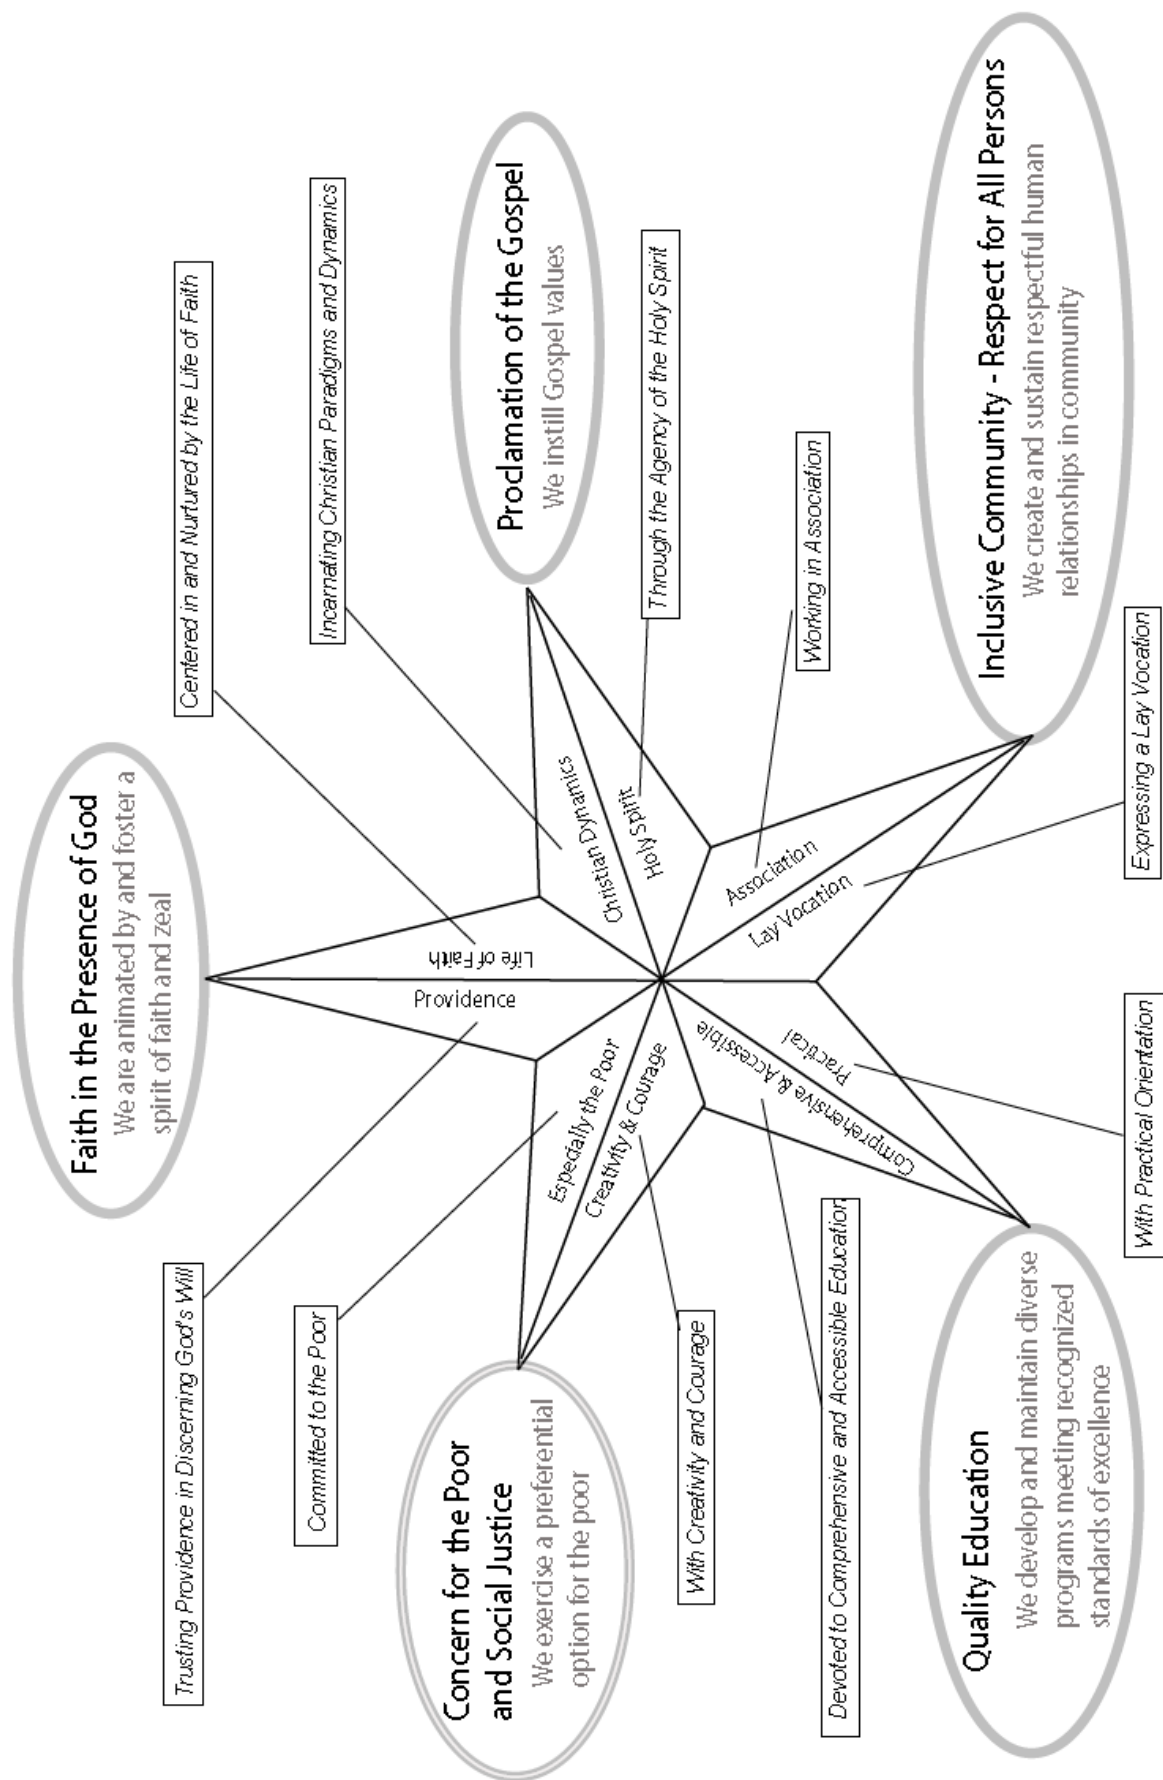 Faith in the Presence of God
We are animated by and foster a
spirit of faith and zeal
Trusting Providence in Discerning God's Will
Centered in and Nurtured by the Life of Faith
Committed to the Poor
Incarnating Christian Paradigms and Dynamics
Concern for the Poor
and Social Justice
We exercise a preferential
option for the poor
Proclamation of the Gospel
We instill Gospel values
Providence
Life of Faith
Especially the Poor
Creativity & Courage
Christian Dynamics
Holy Spirit
Comprehensive & Accessible
Practical
Association
Lay Vocation
With Creativity and Courage
Through the Agency of the Holy Spirit
Devoted to Comprehensive and Accessible Education
Working in Association
Quality Education
We develop and maintain diverse
programs meeting recognized
standards of excellence
Inclusive Community - Respect for All Persons
We create and sustain respectful human
relationships in community
With Practical Orientation
Expressing a Lay Vocation